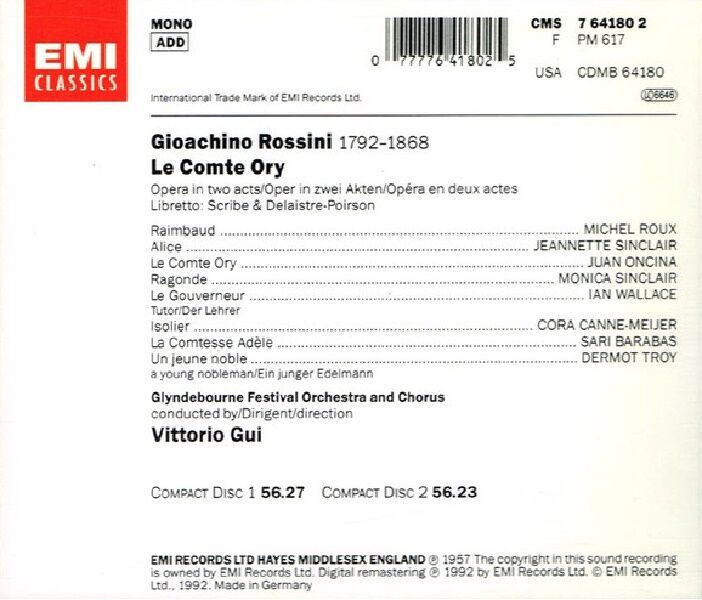 EMI
CLASSICS
MONO
ADD
0 77776 41802 5
CMS 7 64180 2
F PM 617
USA CDMB 64180
International Trade Mark of EMI Records Ltd.
JO6646
Gioachino Rossini 1792-1868
Le Comte Ory
Opera in two acts/Oper in zwei Akten/Opéra en deux actes
Libretto: Scribe & Delaistre-Poirson
Raimbaud ........ MICHEL ROUX
Alice ........ JEANNETTE SINCLAIR
Le Comte Ory ........ JUAN ONCINA
Ragonde ........ MONICA SINCLAIR
Le Gouverneur ........ IAN WALLACE
Tutor/Der Lehrer
Isolier ........ CORA CANNE-MEIJER
La Comtesse Adèle ........ SARI BARABAS
Un jeune noble ........ DERMOT TROY
a young nobleman/Ein junger Edelmann
Glyndebourne Festival Orchestra and Chorus
conducted by/Dirigent/direction
Vittorio Gui
COMPACT DISC 1 56.27 COMPACT DISC 2 56.23
EMI RECORDS LTD HAYES MIDDLESEX ENGLAND ℗ 1957 The copyright in this sound recording
is owned by EMI Records Ltd. Digital remastering ℗ 1992 by EMI Records Ltd. © EMI Records
Ltd., 1992. Made in Germany